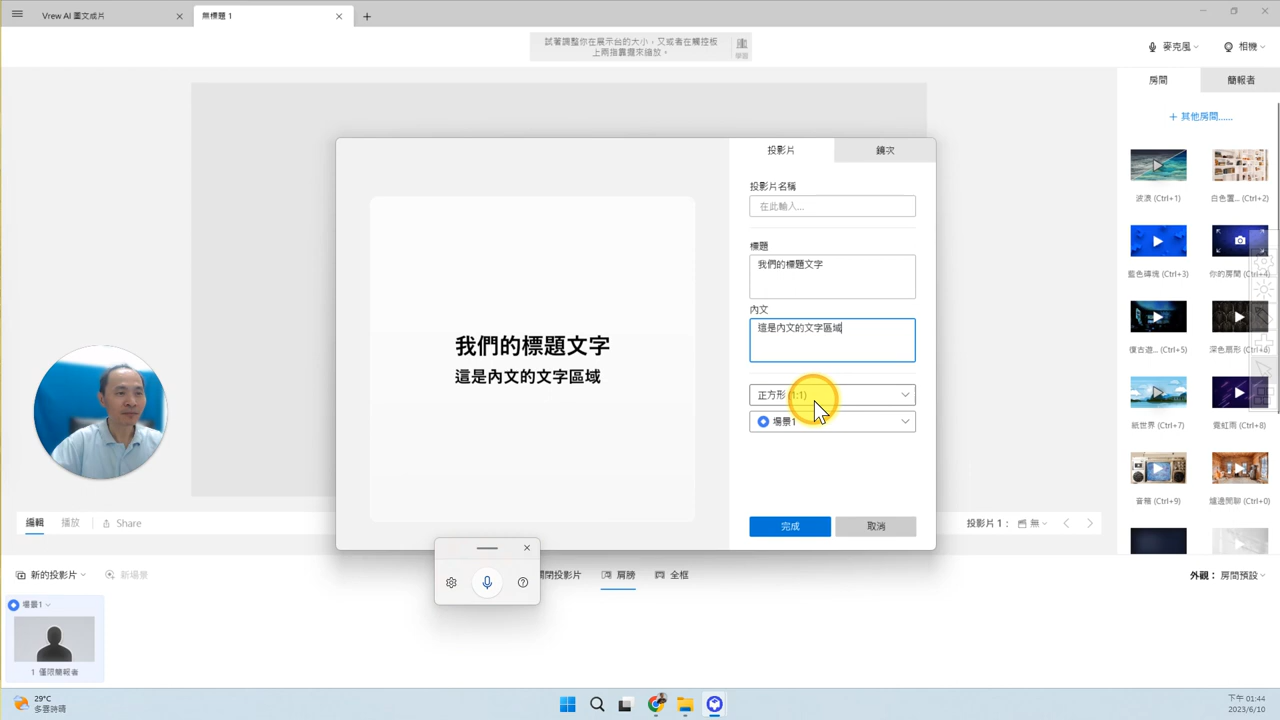 Vrew AI 圖文成片
無標題 1
試著調整你在展示台的大小，又或者在觸控板
上兩指靠攏來縮放。
麥克風
相機
房間
簡報者
+ 其他房間......
波浪 (Ctrl+1)
白色置... (Ctrl+2)
藍色磚塊 (Ctrl+3)
你的房間 (Ctrl+4)
復古遊... (Ctrl+5)
深色扇形 (Ctrl+6)
紙世界 (Ctrl+7)
霓虹雨 (Ctrl+8)
音箱 (Ctrl+9)
爐邊閒聊 (Ctrl+0)
投影片
鏡次
投影片名稱
在此輸入...
標題
我們的標題文字
內文
這是內文的文字區域
正方形 (1:1)
場景1
完成
取消
我們的標題文字
這是內文的文字區域
編輯
播放
Share
投影片 1：
無
新的投影片
新場景
關閉投影片
肩膀
全框
外觀：
房間預設
場景1
1 僅限簡報者
29°C
多雲時晴
下午 01:44
2023/6/10